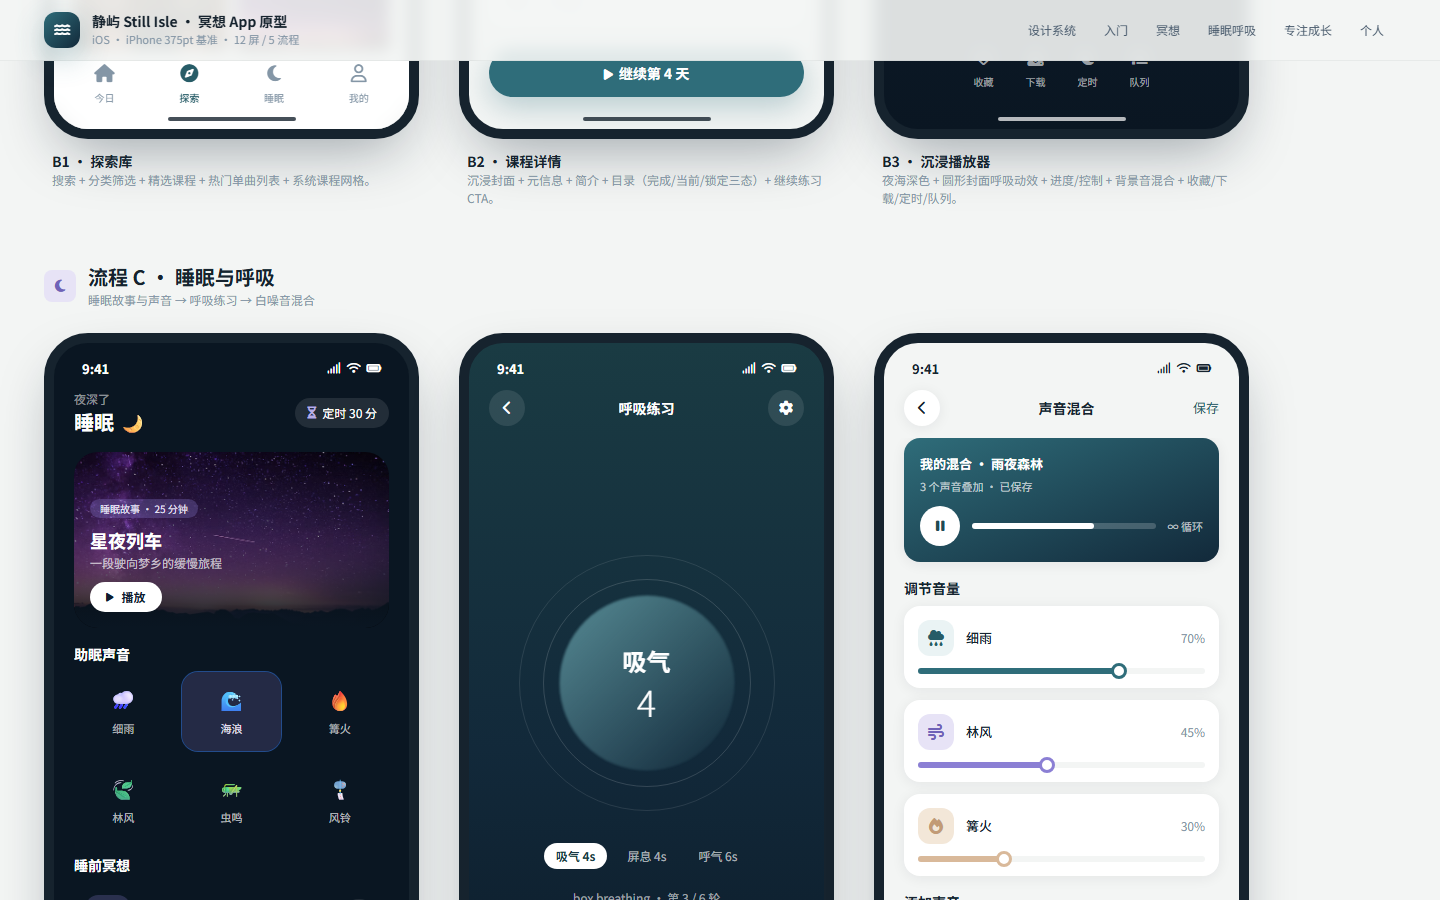 静屿 Still Isle · 冥想 App 原型
iOS · iPhone 375pt 基准 · 12 屏 / 5 流程
设计系统
入门
冥想
睡眠呼吸
专注成长
个人
今日
探索
睡眠
我的
继续第 4 天
收藏
下载
定时
队列
B1 · 探索库
搜索 + 分类筛选 + 精选课程 + 热门单曲列表 + 系统课程网格。
B2 · 课程详情
沉浸封面 + 元信息 + 简介 + 目录（完成/当前/锁定三态）+ 继续练习
CTA。
B3 · 沉浸播放器
夜海深色 + 圆形封面呼吸动效 + 进度/控制 + 背景音混合 + 收藏/下
载/定时/队列。
流程 C · 睡眠与呼吸
睡眠故事与声音 → 呼吸练习 → 白噪音混合
9:41
夜深了
睡眠 🌙
定时 30 分
睡眠故事 · 25 分钟
星夜列车
一段驶向梦乡的缓慢旅程
播放
助眠声音
细雨
海浪
篝火
林风
虫鸣
风铃
睡前冥想
9:41
呼吸练习
吸气
4
吸气 4s
屏息 4s
呼气 6s
box breathing · 第 3 / 6 轮
9:41
声音混合
保存
我的混合 · 雨夜森林
3 个声音叠加 · 已保存
∞ 循环
调节音量
细雨
70%
林风
45%
篝火
30%
添加声音